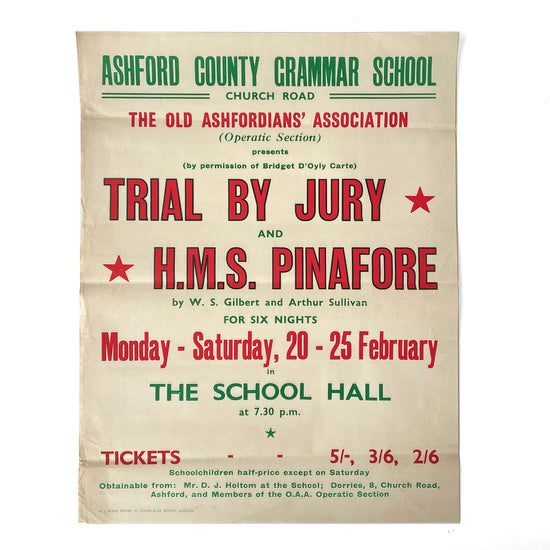 ASHFORD COUNTY GRAMMAR SCHOOL
CHURCH ROAD
THE OLD ASHFORDIANS' ASSOCIATION
(Operatic Section)
presents
(by permission of Bridget D'Oyly Carte)
TRIAL BY JURY
AND
H.M.S. PINAFORE
by W. S. Gilbert and Arthur Sullivan
FOR SIX NIGHTS
Monday - Saturday, 20 - 25 February
in
THE SCHOOL HALL
at 7.30 p.m.
TICKETS - - 5/-, 3/6, 2/6
Schoolchildren half-price except on Saturday
Obtainable from: Mr. D. J. Holtom at the School; Dorries, 8, Church Road,
Ashford, and Members of the O.A.A. Operatic Section